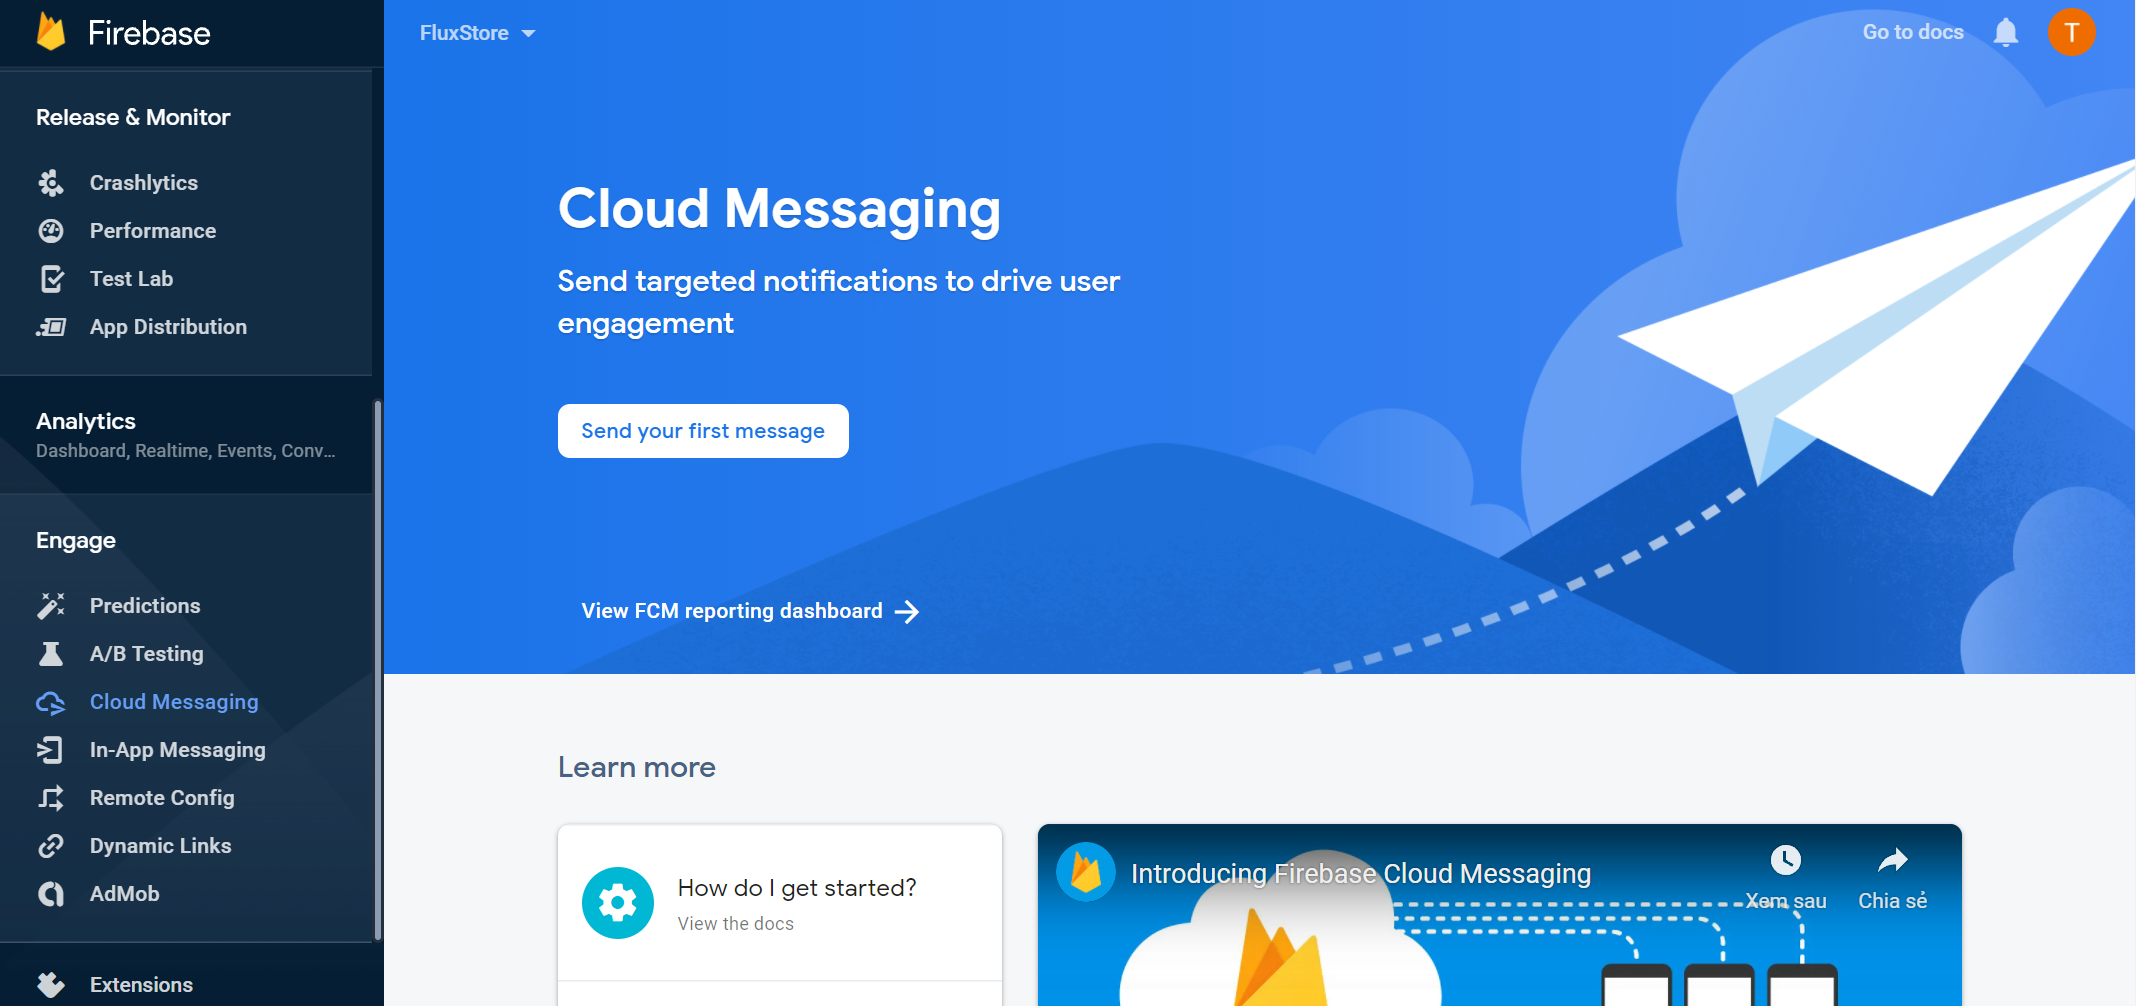 Firebase
Release & Monitor
Crashlytics
Performance
Test Lab
App Distribution
Analytics
Dashboard, Realtime, Events, Conv...
Engage
Predictions
A/B Testing
Cloud Messaging
In-App Messaging
Remote Config
Dynamic Links
AdMob
Extensions
FluxStore
Go to docs
T
Cloud Messaging
Send targeted notifications to drive user
engagement
Send your first message
View FCM reporting dashboard
Learn more
How do I get started?
View the docs
Introducing Firebase Cloud Messaging
Xem sau
Chia sẻ